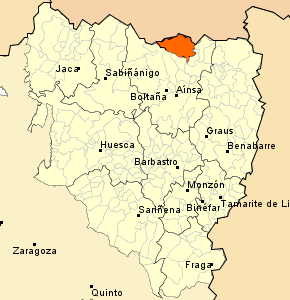 Jaca
Sabiñánigo
Boltaña
Aínsa
Graus
Huesca
Benabarre
Barbastro
Monzón
Tamarite de Li
Binéfar
Sariñena
Zaragoza
Fraga
Quinto